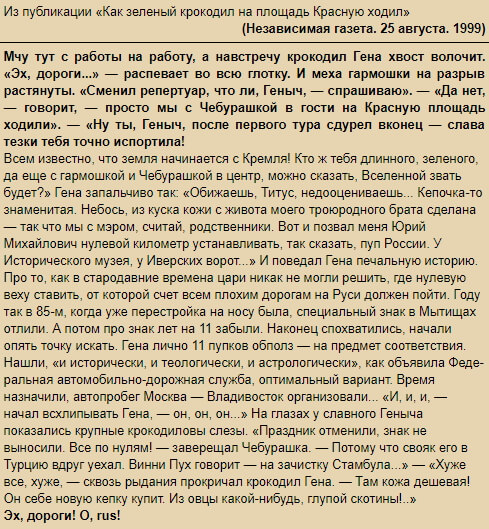 Из публикации «Как зеленый крокодил на площадь Красную ходил»
(Независимая газета. 25 августа. 1999)
Мчу тут с работы на работу, а навстречу крокодил Гена хвост волочит.
«Эх, дороги...» — распевает во всю глотку. И меха гармошки на разрыв
растянуты. «Сменил репертуар, что ли, Геныч, — спрашиваю». — «Да нет,
— говорит, — просто мы с Чебурашкой в гости на Красную площадь
ходили». — «Ну ты, Геныч, после первого тура сдурел вконец — слава
тезки тебя точно испортила!
Всем известно, что земля начинается с Кремля! Кто ж тебя длинного, зеленого,
да еще с гармошкой и Чебурашкой в центр, можно сказать, Вселенной звать
будет?» Гена запальчиво так: «Обижаешь, Титус, недооцениваешь... Кепочка-то
знаменитая. Небось, из куска кожи с живота моего троюродного брата сделана
— так что мы с мэром, считай, родственники. Вот и позвал меня Юрий
Михайлович нулевой километр устанавливать, так сказать, пуп России. У
Исторического музея, у Иверских ворот...» И поведал Гена печальную историю.
Про то, как в стародавние времена цари никак не могли решить, где нулевую
веху ставить, от которой счет всем плохим дорогам на Руси должен пойти. Году
так в 85-м, когда уже перестройка на носу была, специальный знак в Мытищах
отлили. А потом про знак лет на 11 забыли. Наконец спохватились, начали
опять точку искать. Гена лично 11 пупков обполз — на предмет соответствия.
Нашли, «и исторически, и теологически, и астрологически», как объявила Феде-
ральная автомобильно-дорожная служба, оптимальный вариант. Время
назначили, автопробег Москва — Владивосток организовали... «И, и, и, —
начал всхлипывать Гена, — он, он, он...» На глазах у славного Геныча
показались крупные крокодиловы слезы. «Праздник отменили, знак не
выносили. Все по нулям! — заверещал Чебурашка. — Потому что свояк его в
Турцию вдруг уехал. Винни Пух говорит — на зачистку Стамбула...» — «Хуже
все, хуже, — сквозь рыдания прокричал крокодил Гена. — Там кожа дешевая!
Он себе новую кепку купит. Из овцы какой-нибудь, глупой скотины!..»
Эх, дороги! O, rus!